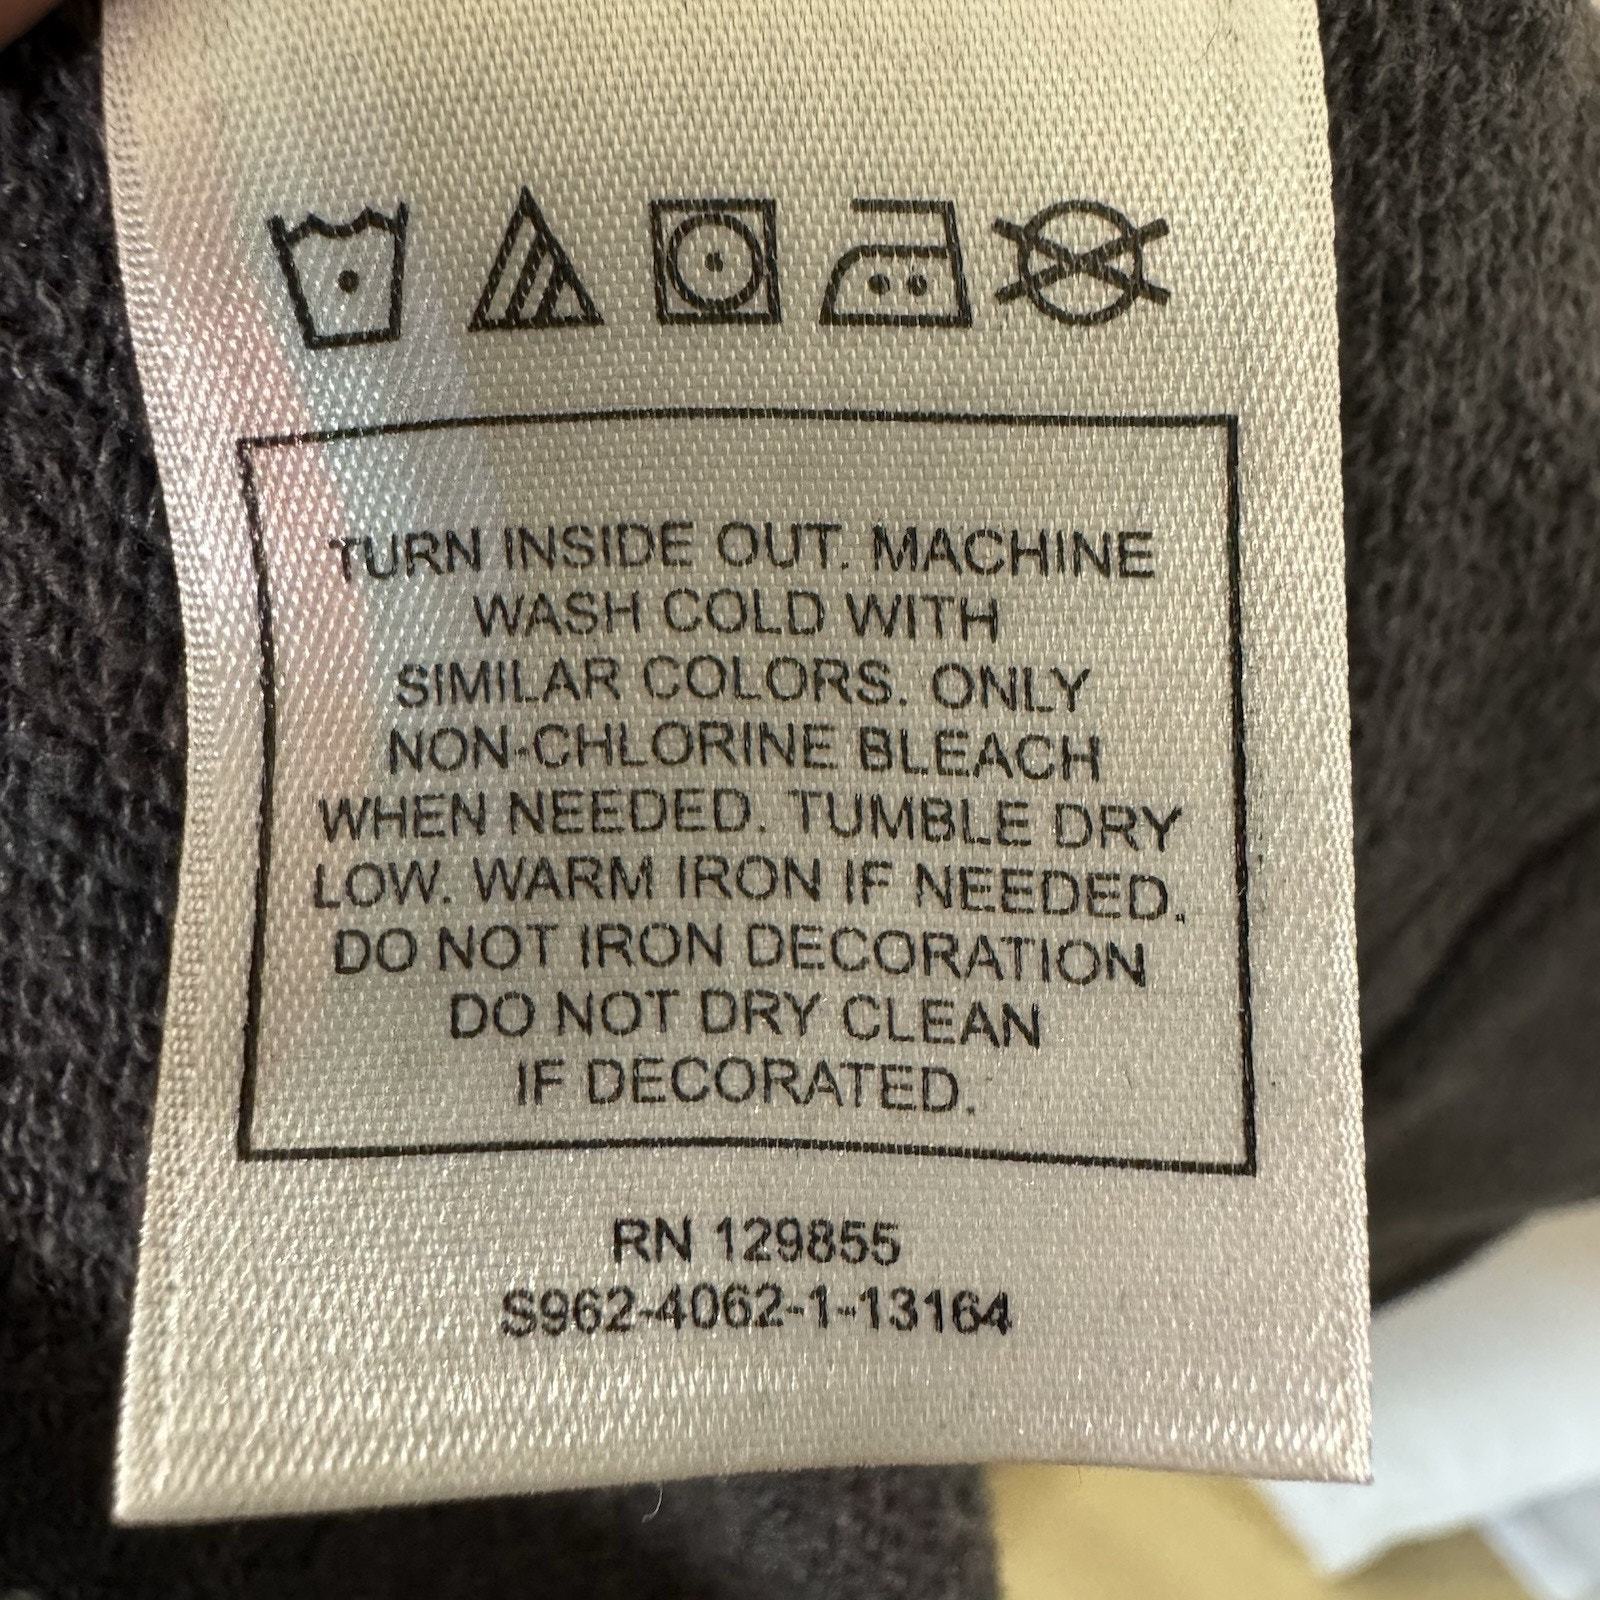 TURN INSIDE OUT. MACHINE
WASH COLD WITH
SIMILAR COLORS. ONLY
NON-CHLORINE BLEACH
WHEN NEEDED. TUMBLE DRY
LOW. WARM IRON IF NEEDED.
DO NOT IRON DECORATION
DO NOT DRY CLEAN
IF DECORATED.
RN 129855
S962-4062-1-13164